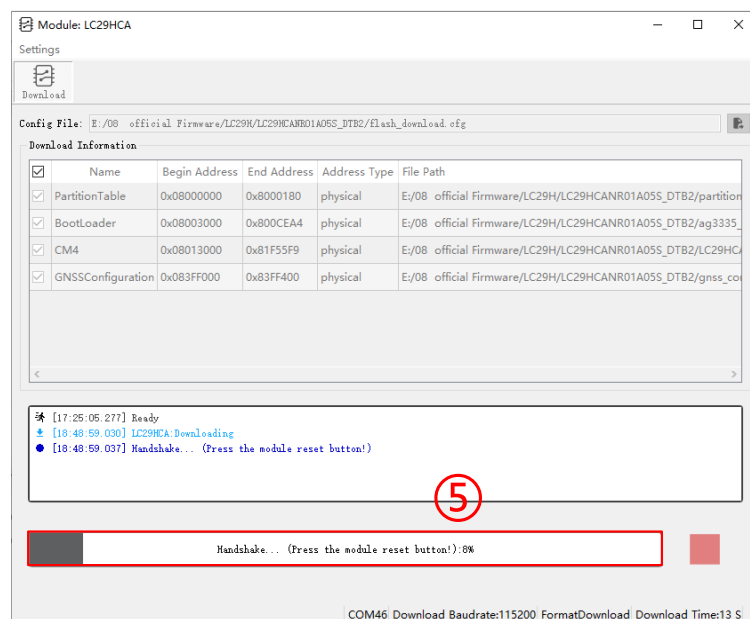 Module: LC29HCA
Settings
Download
Config File: E:/08 official Firmware/LC29H/LC29HCANR01A05S_DTB2/flash_download.cfg
Download Information
Name Begin Address End Address Address Type File Path
PartitionTable 0x08000000 0x8000180 physical E:/08 official Firmware/LC29H/LC29HCANR01A05S_DTB2/partition
BootLoader 0x08003000 0x800CEA4 physical E:/08 official Firmware/LC29H/LC29HCANR01A05S_DTB2/ag3335_
CM4 0x08013000 0x81F55F9 physical E:/08 official Firmware/LC29H/LC29HCANR01A05S_DTB2/LC29HCA
GNSSConfiguration 0x083FF000 0x83FF400 physical E:/08 official Firmware/LC29H/LC29HCANR01A05S_DTB2/gnss_con
[17:25:05.277] Ready
[18:48:59.030] LC29HCA:Downloading
[18:48:59.037] Handshake... (Press the module reset button!)
⑤
Handshake... (Press the module reset button!):8%
COM46 Download Baudrate:115200 FormatDownload Download Time:13 S